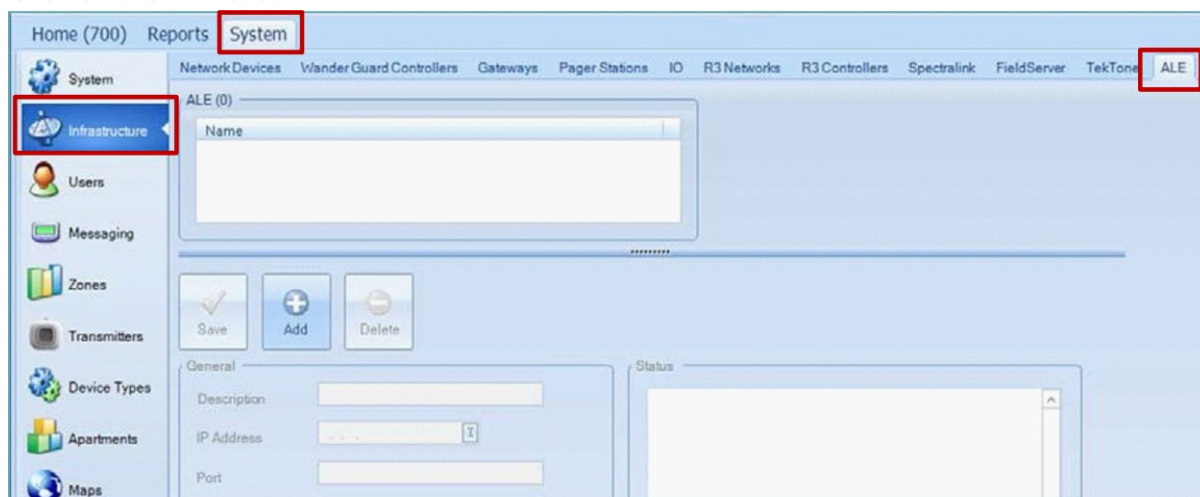 Home (700) Reports System
System
Network Devices Wander Guard Controllers Gateways Pager Stations IO R3 Networks R3 Controllers Spectralink FieldServer TekTone ALE
ALE (0)
Infrastructure
Name
Users
Messaging
Zones
Save Add Delete
Transmitters
General
Status
Device Types
Description
Apartments
IP Address
Port
Maps